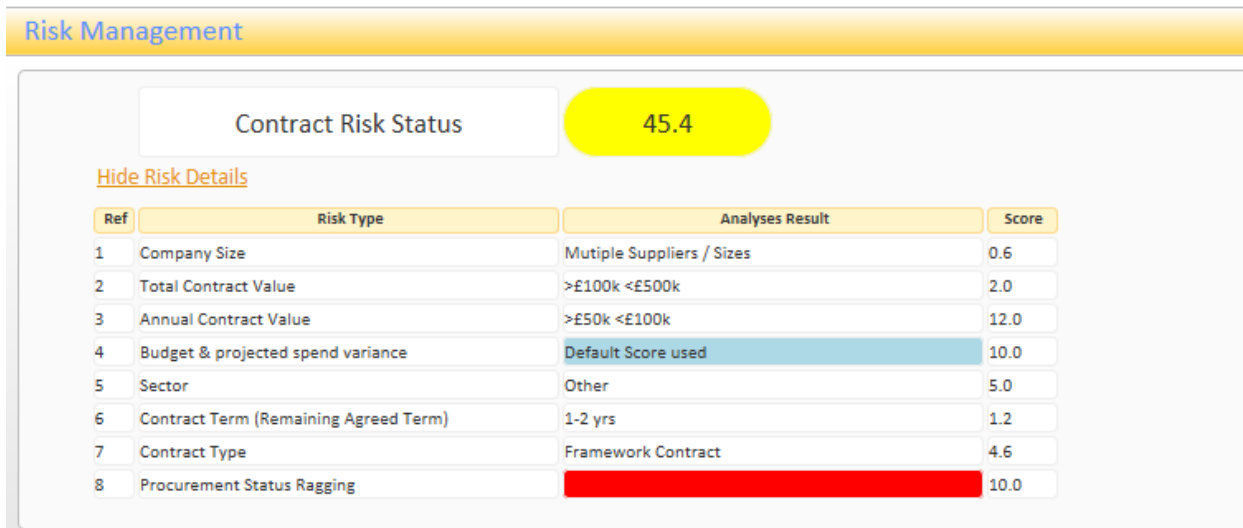 Risk Management
Contract Risk Status 45.4
Hide Risk Details
Ref Risk Type Analyses Result Score
1 Company Size Mutiple Suppliers / Sizes 0.6
2 Total Contract Value >£100k <£500k 2.0
3 Annual Contract Value >£50k <£100k 12.0
4 Budget & projected spend variance Default Score used 10.0
5 Sector Other 5.0
6 Contract Term (Remaining Agreed Term) 1-2 yrs 1.2
7 Contract Type Framework Contract 4.6
8 Procurement Status Ragging 10.0